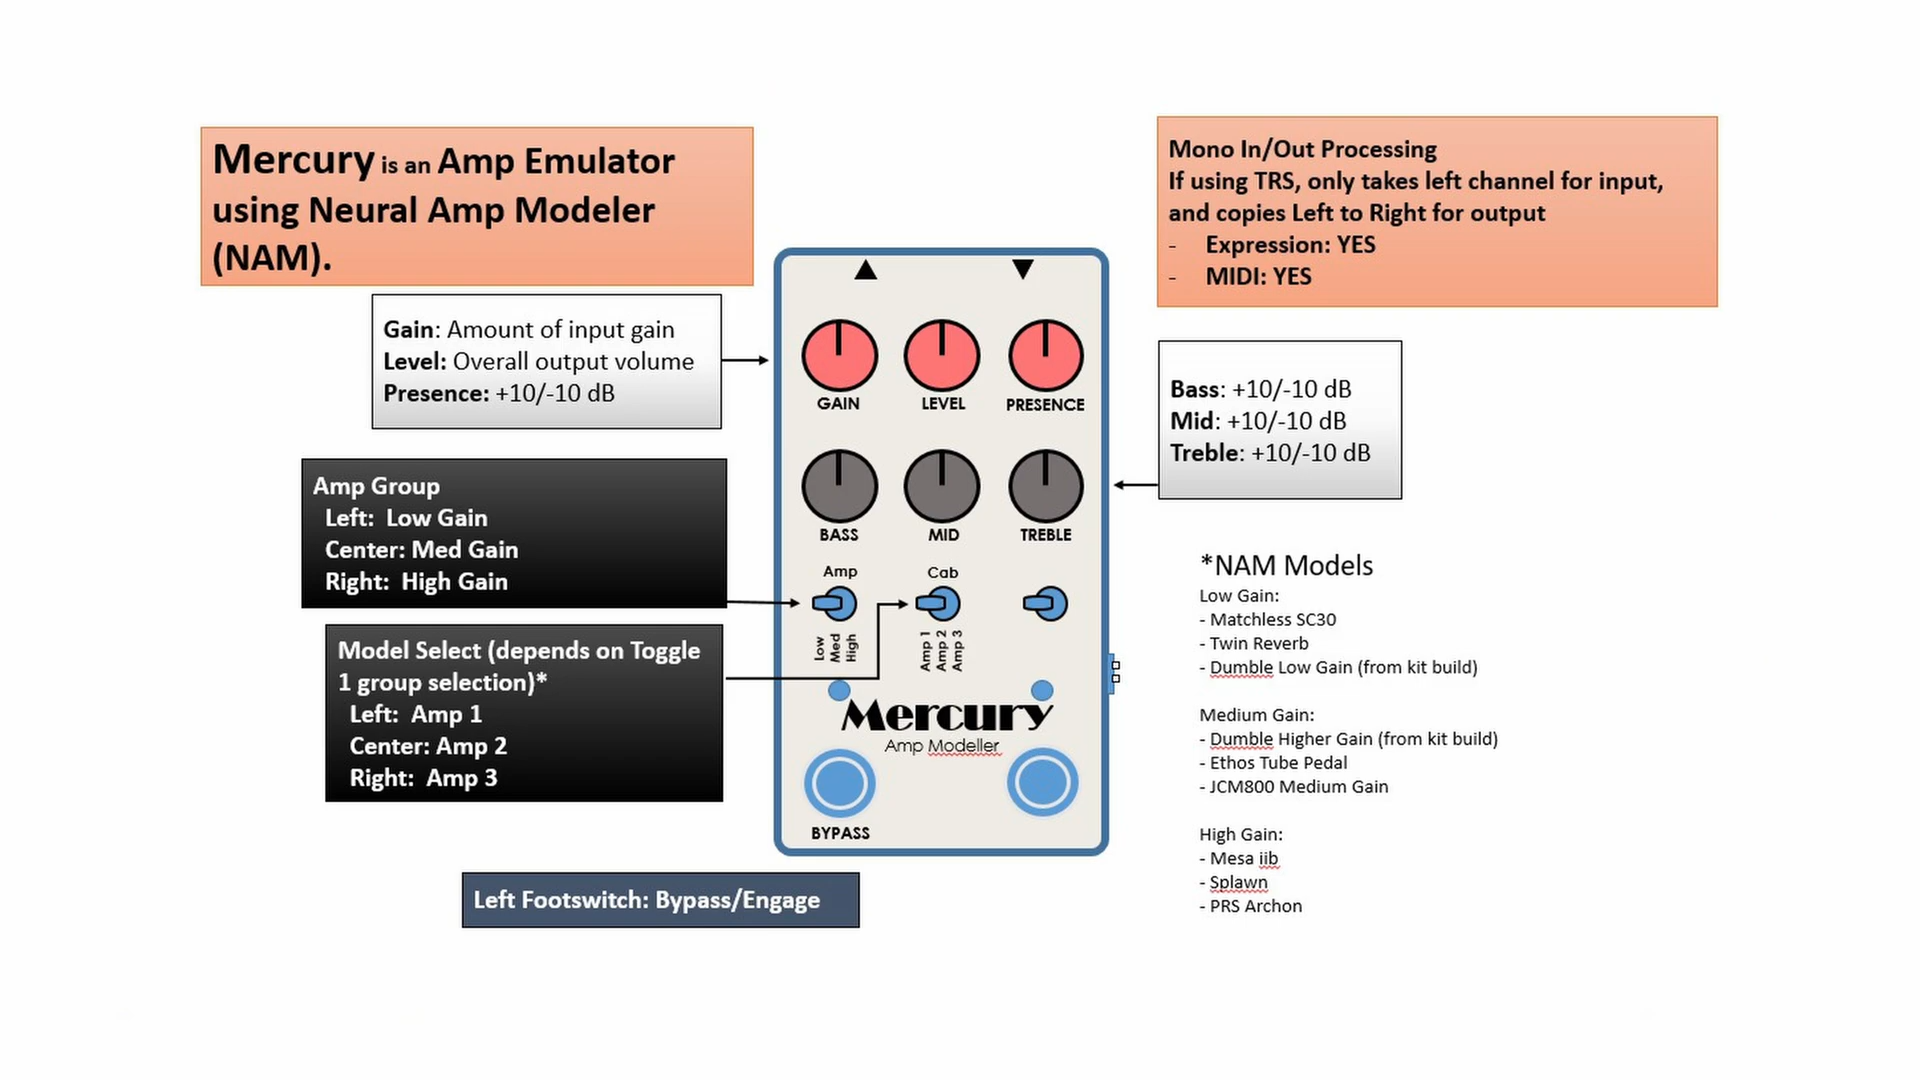 Mercury is an Amp Emulator
using Neural Amp Modeler
(NAM).
Mono In/Out Processing
If using TRS, only takes left channel for input,
and copies Left to Right for output
- Expression: YES
- MIDI: YES
Gain: Amount of input gain
Level: Overall output volume
Presence: +10/-10 dB
GAIN LEVEL PRESENCE
Bass: +10/-10 dB
Mid: +10/-10 dB
Treble: +10/-10 dB
Amp Group
Left: Low Gain
Center: Med Gain
Right: High Gain
BASS MID TREBLE
Amp Cab
Low
Med
High
Amp 1
Amp 2
Amp 3
Model Select (depends on Toggle
1 group selection)*
Left: Amp 1
Center: Amp 2
Right: Amp 3
Mercury
Amp Modeller
BYPASS
Left Footswitch: Bypass/Engage
*NAM Models
Low Gain:
- Matchless SC30
- Twin Reverb
- Dumble Low Gain (from kit build)
Medium Gain:
- Dumble Higher Gain (from kit build)
- Ethos Tube Pedal
- JCM800 Medium Gain
High Gain:
- Mesa iib
- Splawn
- PRS Archon